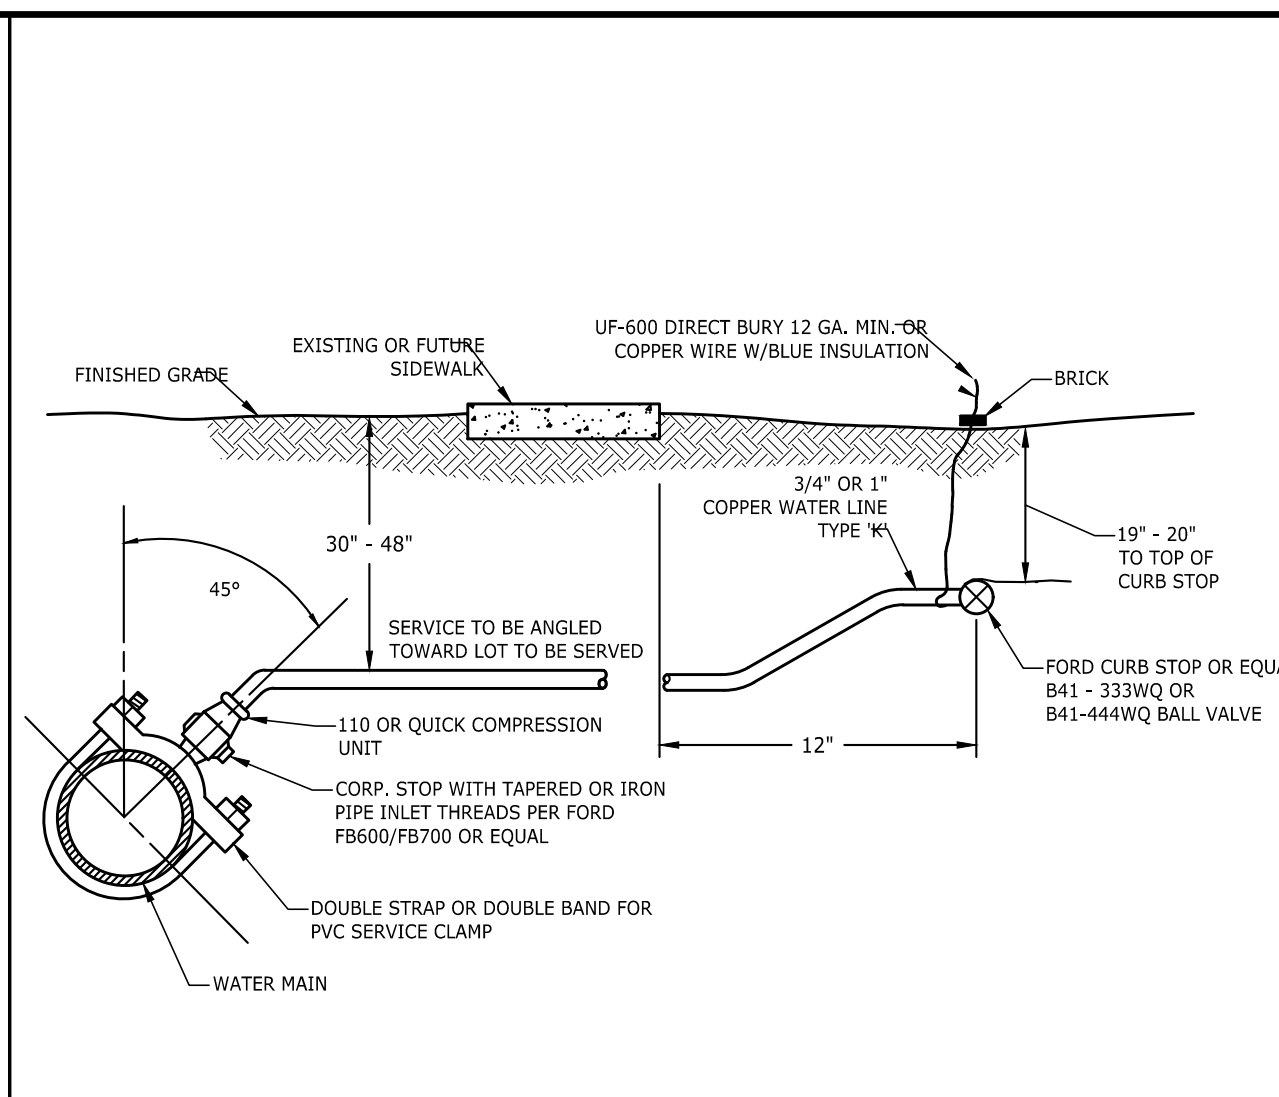 UF-600 DIRECT BURY 12 GA. MIN. OR
COPPER WIRE W/BLUE INSULATION
EXISTING OR FUTURE
SIDEWALK
FINISHED GRADE
BRICK
3/4" OR 1"
COPPER WATER LINE
TYPE 'K'
30" - 48"
19" - 20"
TO TOP OF
CURB STOP
45°
SERVICE TO BE ANGLED
TOWARD LOT TO BE SERVED
FORD CURB STOP OR
B41 - 333WQ OR
B41-444WQ BALL VALVE
110 OR QUICK COMPRESSION
UNIT
12"
CORP. STOP WITH TAPERED OR IRON
PIPE INLET THREADS PER FORD
FB600/FB700 OR EQUAL
DOUBLE STRAP OR DOUBLE BAND FOR
PVC SERVICE CLAMP
WATER MAIN